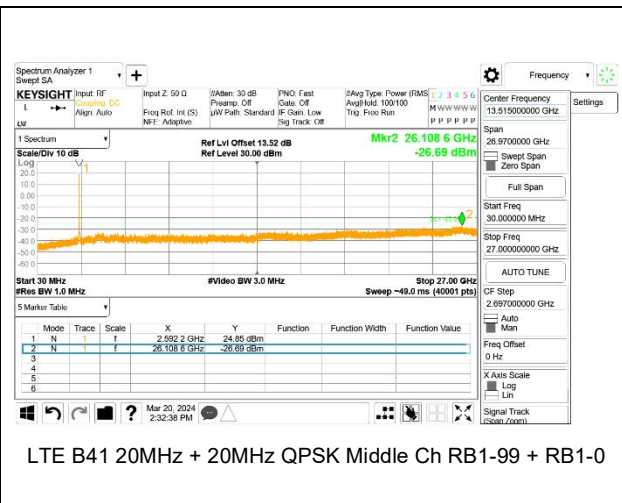 Spectrum Analyzer 1
Swept SA
+
Frequency
KEYSIGHT Input: RF Input Z: 50 Ω #Atten: 30 dB PNO: Fast #Avg Type: Power (RMS 1 2 3 4 5 6
L Coupling: DC Preamp: Off Gate: Off Avg|Hold: 100/100 M W W W W W
Align: Auto Freq Ref: Int (S) µW Path: Standard IF Gain: Low Trig: Free Run
NFE: Adaptive Sig Track: Off P P P P P P
Center Frequency
13.515000000 GHz
Settings
Span
26.9700000 GHz
Swept Span
Zero Span
Full Span
Start Freq
30.000000 MHz
Stop Freq
27.000000000 GHz
AUTO TUNE
CF Step
2.697000000 GHz
Auto
Man
Freq Offset
0 Hz
X Axis Scale
Log
Lin
Signal Track
(Span Zoom)
1 Spectrum
Scale/Div 10 dB
Ref Lvl Offset 13.52 dB
Ref Level 30.00 dBm
Mkr2 26.108 6 GHz
-26.69 dBm
Log
20.0
10.0
0.00
-10.0
-20.0
-30.0
-40.0
-50.0
-60.0
1
2
Start 30 MHz #Video BW 3.0 MHz Stop 27.00 GHz
#Res BW 1.0 MHz Sweep ~49.0 ms (40001 pts)
5 Marker Table
Mode Trace Scale X Y Function Function Width Function Value
1 N 1 f 2.592 2 GHz 24.85 dBm
2 N 1 f 26.108 6 GHz -26.69 dBm
3
4
5
6
?
Mar 20, 2024
2:32:38 PM
LTE B41 20MHz + 20MHz QPSK Middle Ch RB1-99 + RB1-0